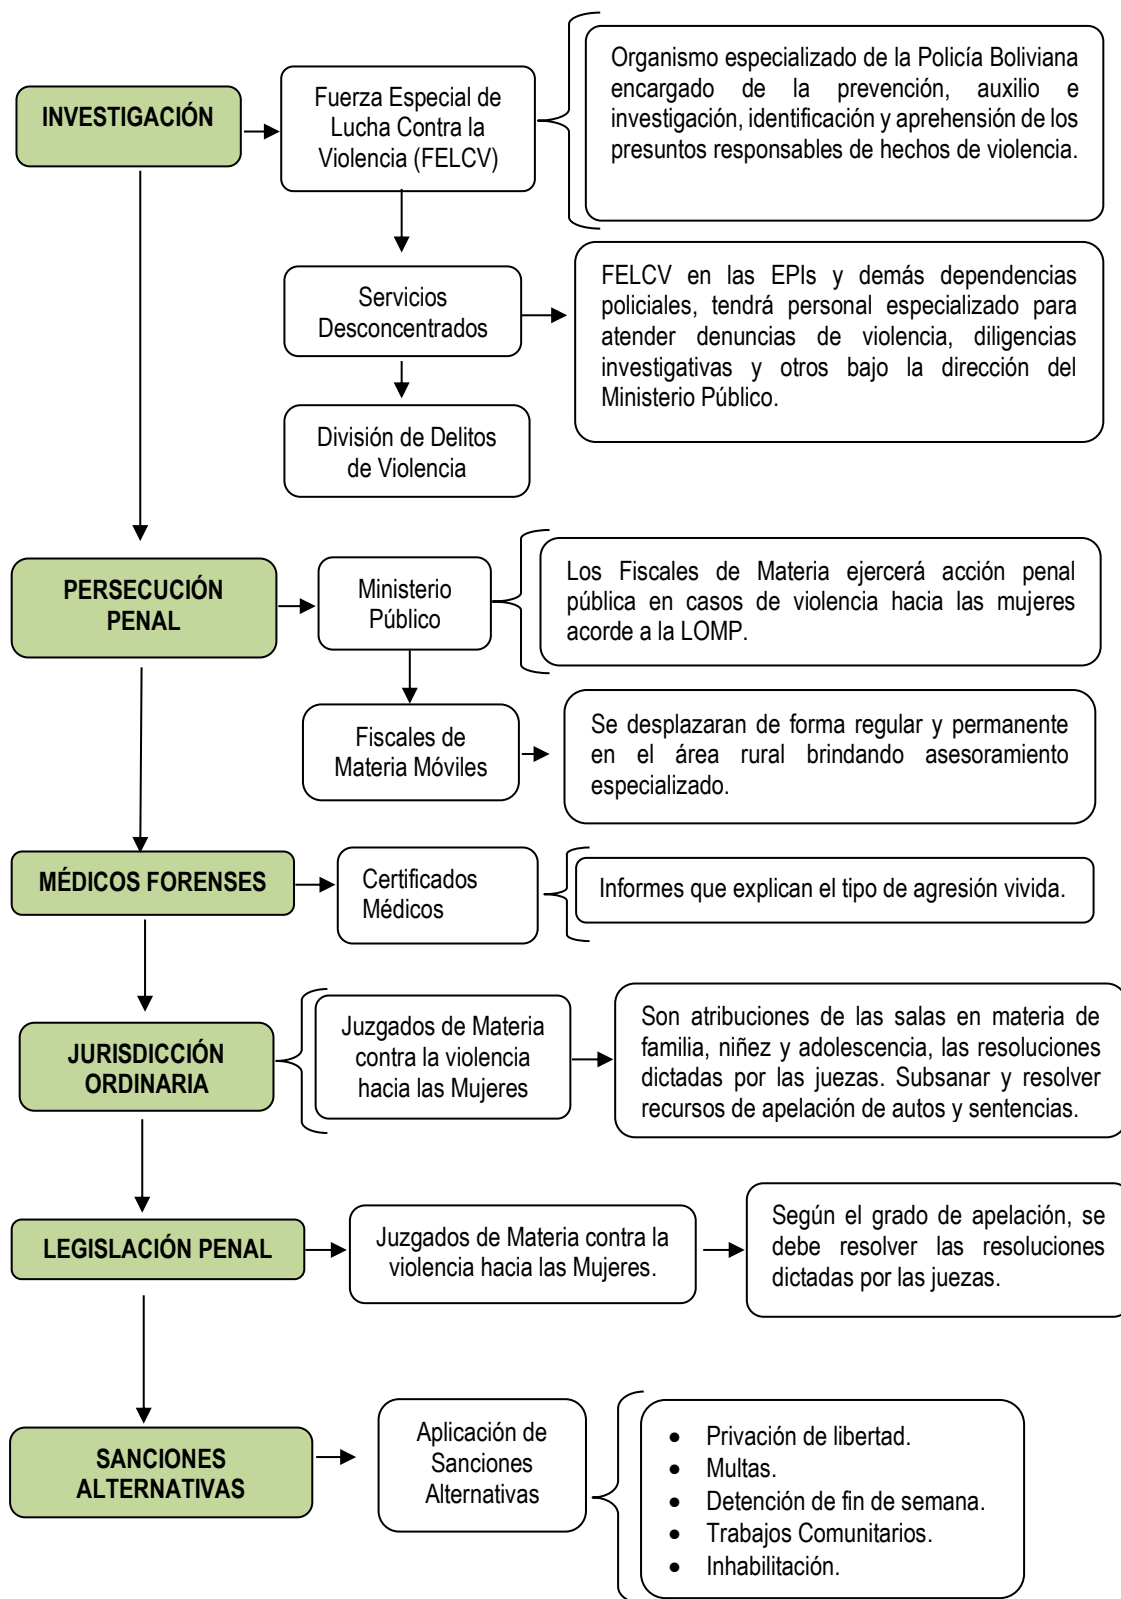 INVESTIGACIÓN
Fuerza Especial de
Lucha Contra la
Violencia (FELCV)
Organismo especializado de la Policía Boliviana
encargado de la prevención, auxilio e
investigación, identificación y aprehensión de los
presuntos responsables de hechos de violencia.
Servicios
Desconcentrados
FELCV en las EPIs y demás dependencias
policiales, tendrá personal especializado para
atender denuncias de violencia, diligencias
investigativas y otros bajo la dirección del
Ministerio Público.
División de Delitos
de Violencia
PERSECUCIÓN
PENAL
Ministerio
Público
Los Fiscales de Materia ejercerá acción penal
pública en casos de violencia hacia las mujeres
acorde a la LOMP.
Fiscales de
Materia Móviles
Se desplazaran de forma regular y permanente
en el área rural brindando asesoramiento
especializado.
MÉDICOS FORENSES
Certificados
Médicos
Informes que explican el tipo de agresión vivida.
JURISDICCIÓN
ORDINARIA
Juzgados de Materia
contra la violencia
hacia las Mujeres
Son atribuciones de las salas en materia de
familia, niñez y adolescencia, las resoluciones
dictadas por las juezas. Subsanar y resolver
recursos de apelación de autos y sentencias.
LEGISLACIÓN PENAL
Juzgados de Materia contra la
violencia hacia las Mujeres.
Según el grado de apelación, se
debe resolver las resoluciones
dictadas por las juezas.
SANCIONES
ALTERNATIVAS
Aplicación de
Sanciones
Alternativas
• Privación de libertad.
• Multas.
• Detención de fin de semana.
• Trabajos Comunitarios.
• Inhabilitación.